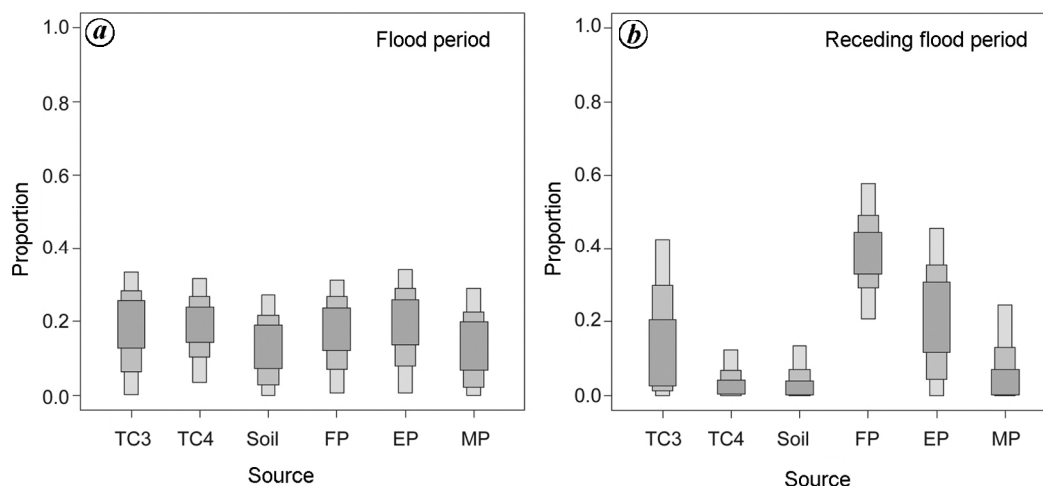 a
Flood period
1.0
0.8
0.6
0.4
0.2
0.0
Proportion
TC3 TC4 Soil FP EP MP
Source
b
Receding flood period
1.0
0.8
0.6
0.4
0.2
0.0
Proportion
TC3 TC4 Soil FP EP MP
Source